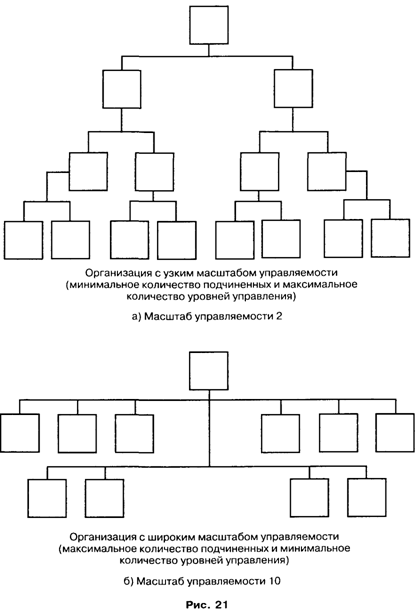 Организация с узким масштабом управляемости
(минимальное количество подчиненных и максимальное
количество уровней управления)
а) Масштаб управляемости 2
Организация с широким масштабом управляемости
(максимальное количество подчиненных и минимальное
количество уровней управления)
б) Масштаб управляемости 10
Рис. 21